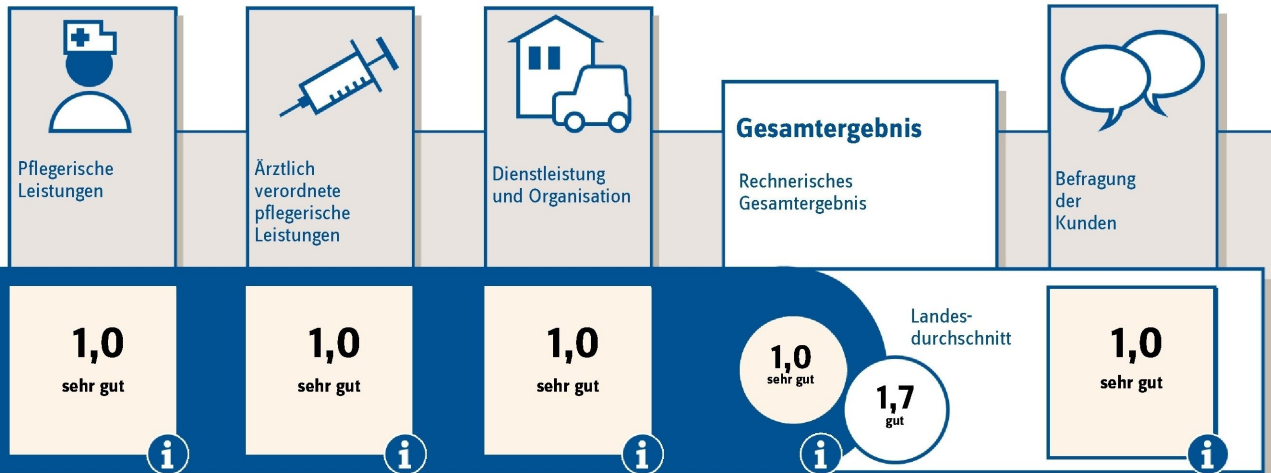 Pflegerische
Leistungen
Ärztlich
verordnete
pflegerische
Leistungen
Dienstleistung
und Organisation
Gesamtergebnis
Rechnerisches
Gesamtergebnis
Befragung
der
Kunden
1,0
sehr gut
i
1,0
sehr gut
i
1,0
sehr gut
i
1,0
sehr gut
i
Landes-
durchschnitt
1,7
gut
1,0
sehr gut
i